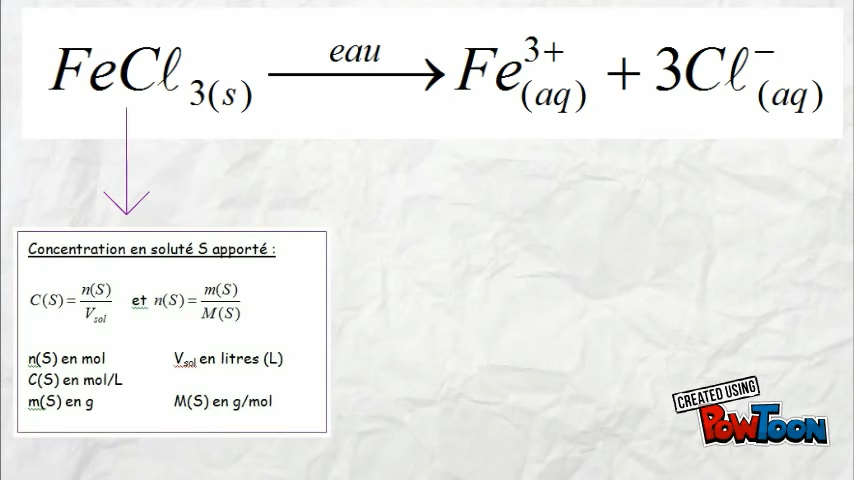 FeCℓ₃(s) ⟶ eau Fe³⁺(aq) + 3Cℓ⁻(aq)
Concentration en soluté S apporté :
C(S) = n(S)/Vsol et n(S) = m(S)/M(S)
n(S) en mol Vsol en litres (L)
C(S) en mol/L
m(S) en g M(S) en g/mol
CREATED USING
POWTOON